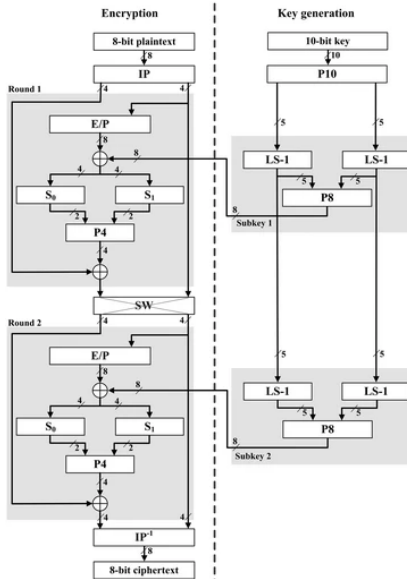 Encryption
Key generation
8-bit plaintext
10-bit key
8
10
IP
P10
4
4
Round 1
E/P
5
5
8
8
LS-1
LS-1
4
4
5
5
S₀
S₁
P8
2
2
8
Subkey 1
P4
4
SW
4
4
Round 2
E/P
5
5
8
8
LS-1
LS-1
4
4
5
5
S₀
S₁
P8
2
2
8
Subkey 2
P4
4
4
4
IP⁻¹
8
8-bit ciphertext